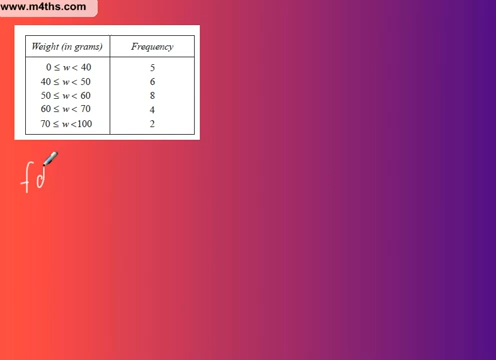 www.m4ths.com
Weight (in grams) Frequency
0 ≤ w < 40 5
40 ≤ w < 50 6
50 ≤ w < 60 8
60 ≤ w < 70 4
70 ≤ w <100 2
fd